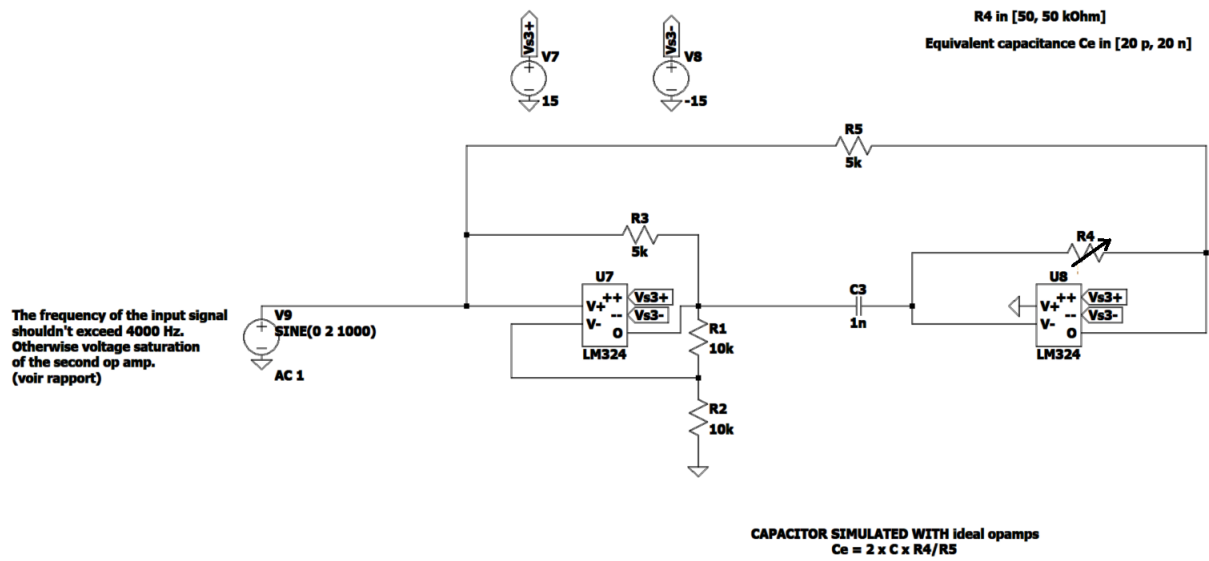 R4 in [50, 50 kOhm]
Equivalent capacitance Ce in [20 p, 20 n]
Vs3+
V7
15
Vs3-
V8
-15
R5
5k
R3
5k
R4
The frequency of the input signal
shouldn't exceed 4000 Hz.
Otherwise voltage saturation
of the second op amp.
(voir rapport)
V9
SINE(0 2 1000)
AC 1
U7
V+
++
Vs3+
V-
--
Vs3-
O
LM324
R1
10k
R2
10k
C3
1n
U8
V+
++
Vs3+
V-
--
Vs3-
O
LM324
CAPACITOR SIMULATED WITH ideal opamps
Ce = 2 x C x R4/R5